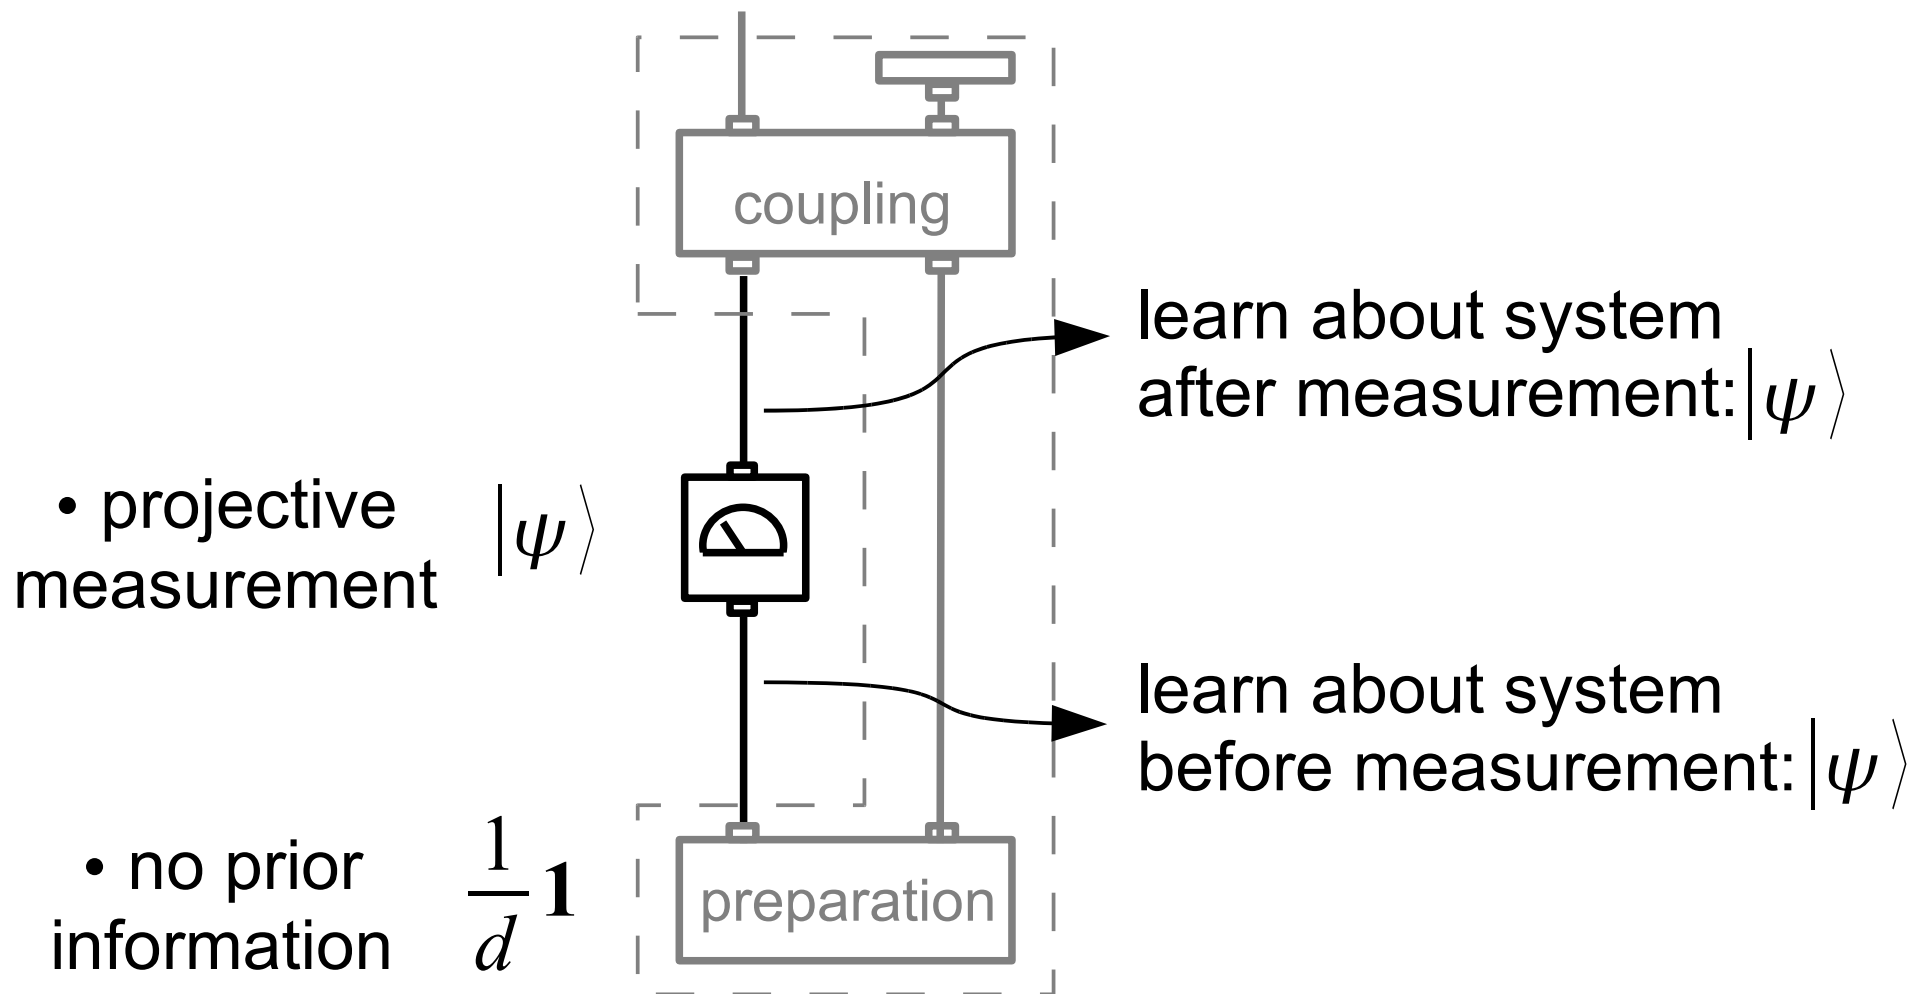 coupling
learn about system
after measurement: |ψ⟩
• projective
measurement
|ψ⟩
learn about system
before measurement: |ψ⟩
• no prior
information
1/d 𝟏
preparation